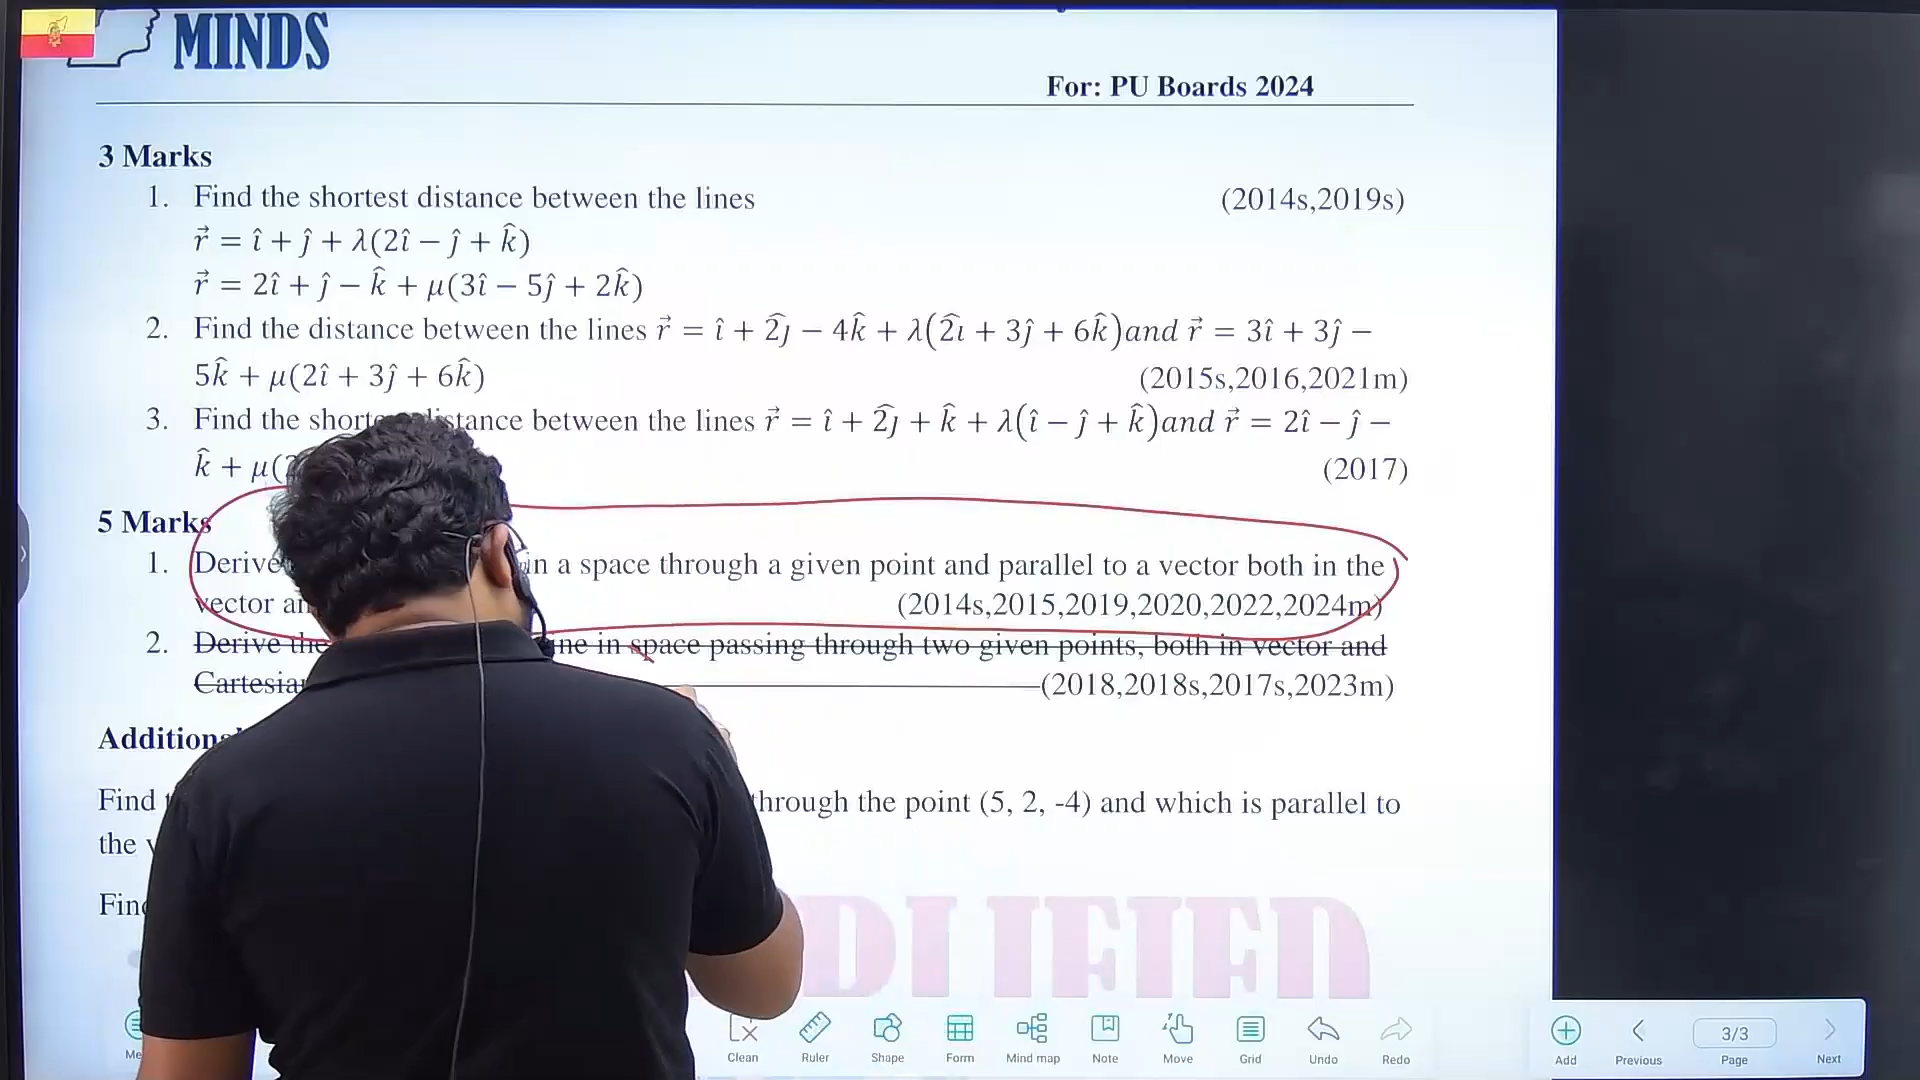 MINDS
For: PU Boards 2024
3 Marks
1. Find the shortest distance between the lines (2014s,2019s)
r⃗ = î + ĵ + λ(2î − ĵ + k̂)
r⃗ = 2î + ĵ − k̂ + μ(3î − 5ĵ + 2k̂)
2. Find the distance between the lines r⃗ = î + 2ĵ − 4k̂ + λ(2î + 3ĵ + 6k̂)and r⃗ = 3î + 3ĵ −
5k̂ + μ(2î + 3ĵ + 6k̂) (2015s,2016,2021m)
3. Find the distance between the lines r⃗ = î + 2ĵ + k̂ + λ(î − ĵ + k̂)and r⃗ = 2î − ĵ −
k̂ + μ( (2017)
5 Marks
1. Derive in a space through a given point and parallel to a vector both in the
vector (2014s,2015,2019,2020,2022,2024m)
2. Derive the in space passing through two given points, both in vector and
(2018,2018s,2017s,2023m)
Find through the point (5, 2, -4) and which is parallel to
the
Clean Ruler Shape Form Mind map Note Move Grid Undo Redo Add Previous 3/3 Page Next